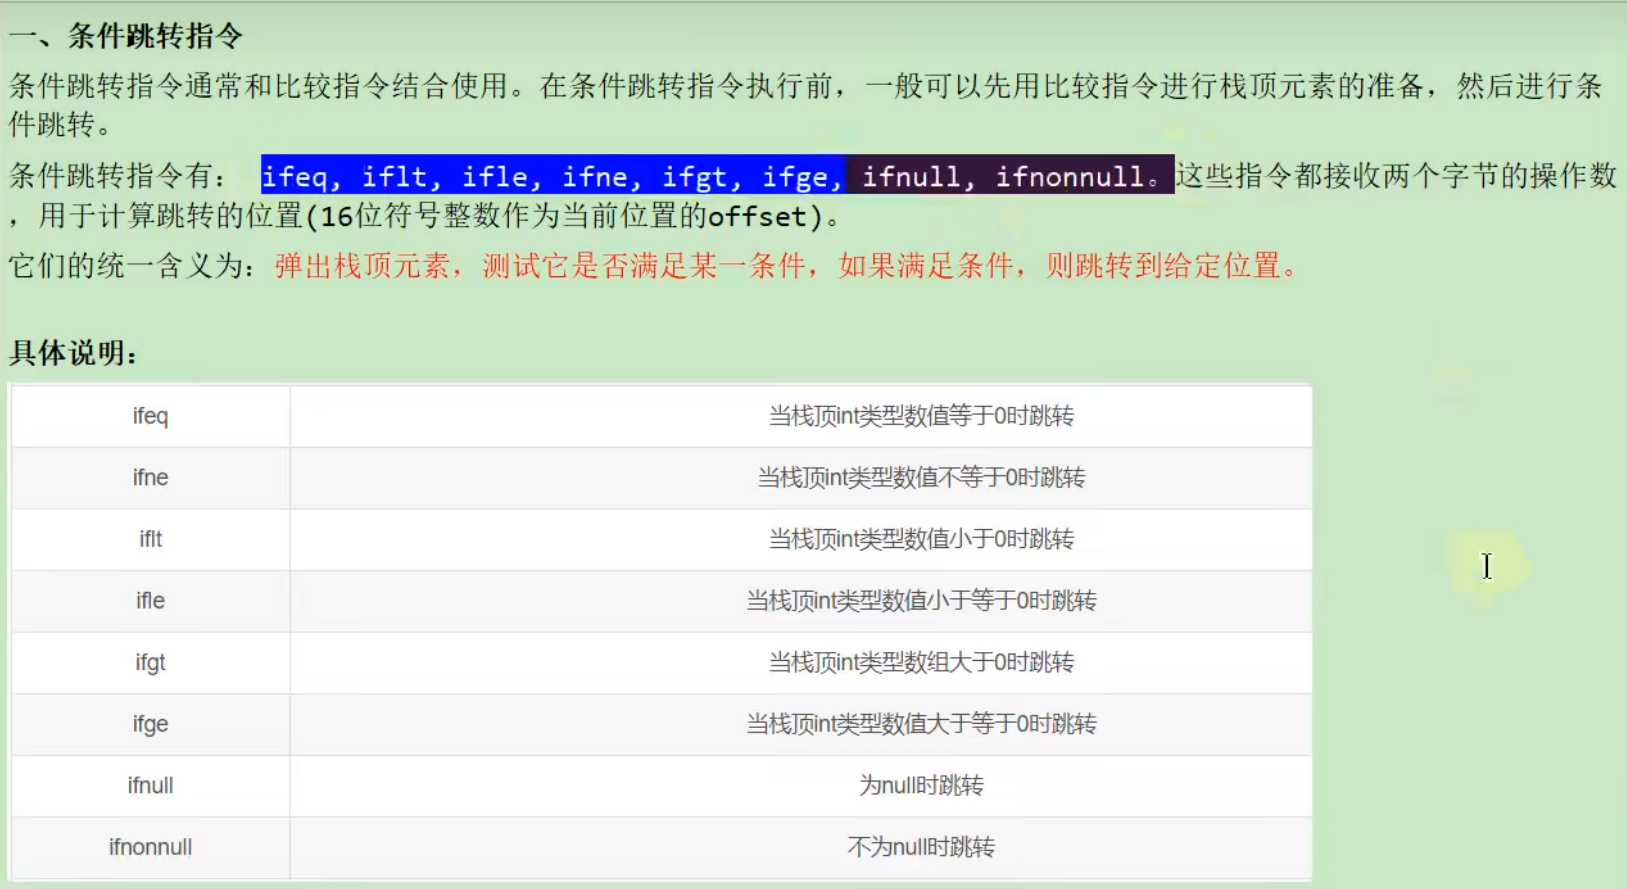 一、条件跳转指令
条件跳转指令通常和比较指令结合使用。在条件跳转指令执行前，一般可以先用比较指令进行栈顶元素的准备，然后进行条
件跳转。
条件跳转指令有： ifeq, iflt, ifle, ifne, ifgt, ifge, ifnull, ifnonnull。这些指令都接收两个字节的操作数
，用于计算跳转的位置(16位符号整数作为当前位置的offset)。
它们的统一含义为：弹出栈顶元素，测试它是否满足某一条件，如果满足条件，则跳转到给定位置。
具体说明：
ifeq 当栈顶int类型数值等于0时跳转
ifne 当栈顶int类型数值不等于0时跳转
iflt 当栈顶int类型数值小于0时跳转
ifle 当栈顶int类型数值小于等于0时跳转
ifgt 当栈顶int类型数组大于0时跳转
ifge 当栈顶int类型数值大于等于0时跳转
ifnull 为null时跳转
ifnonnull 不为null时跳转